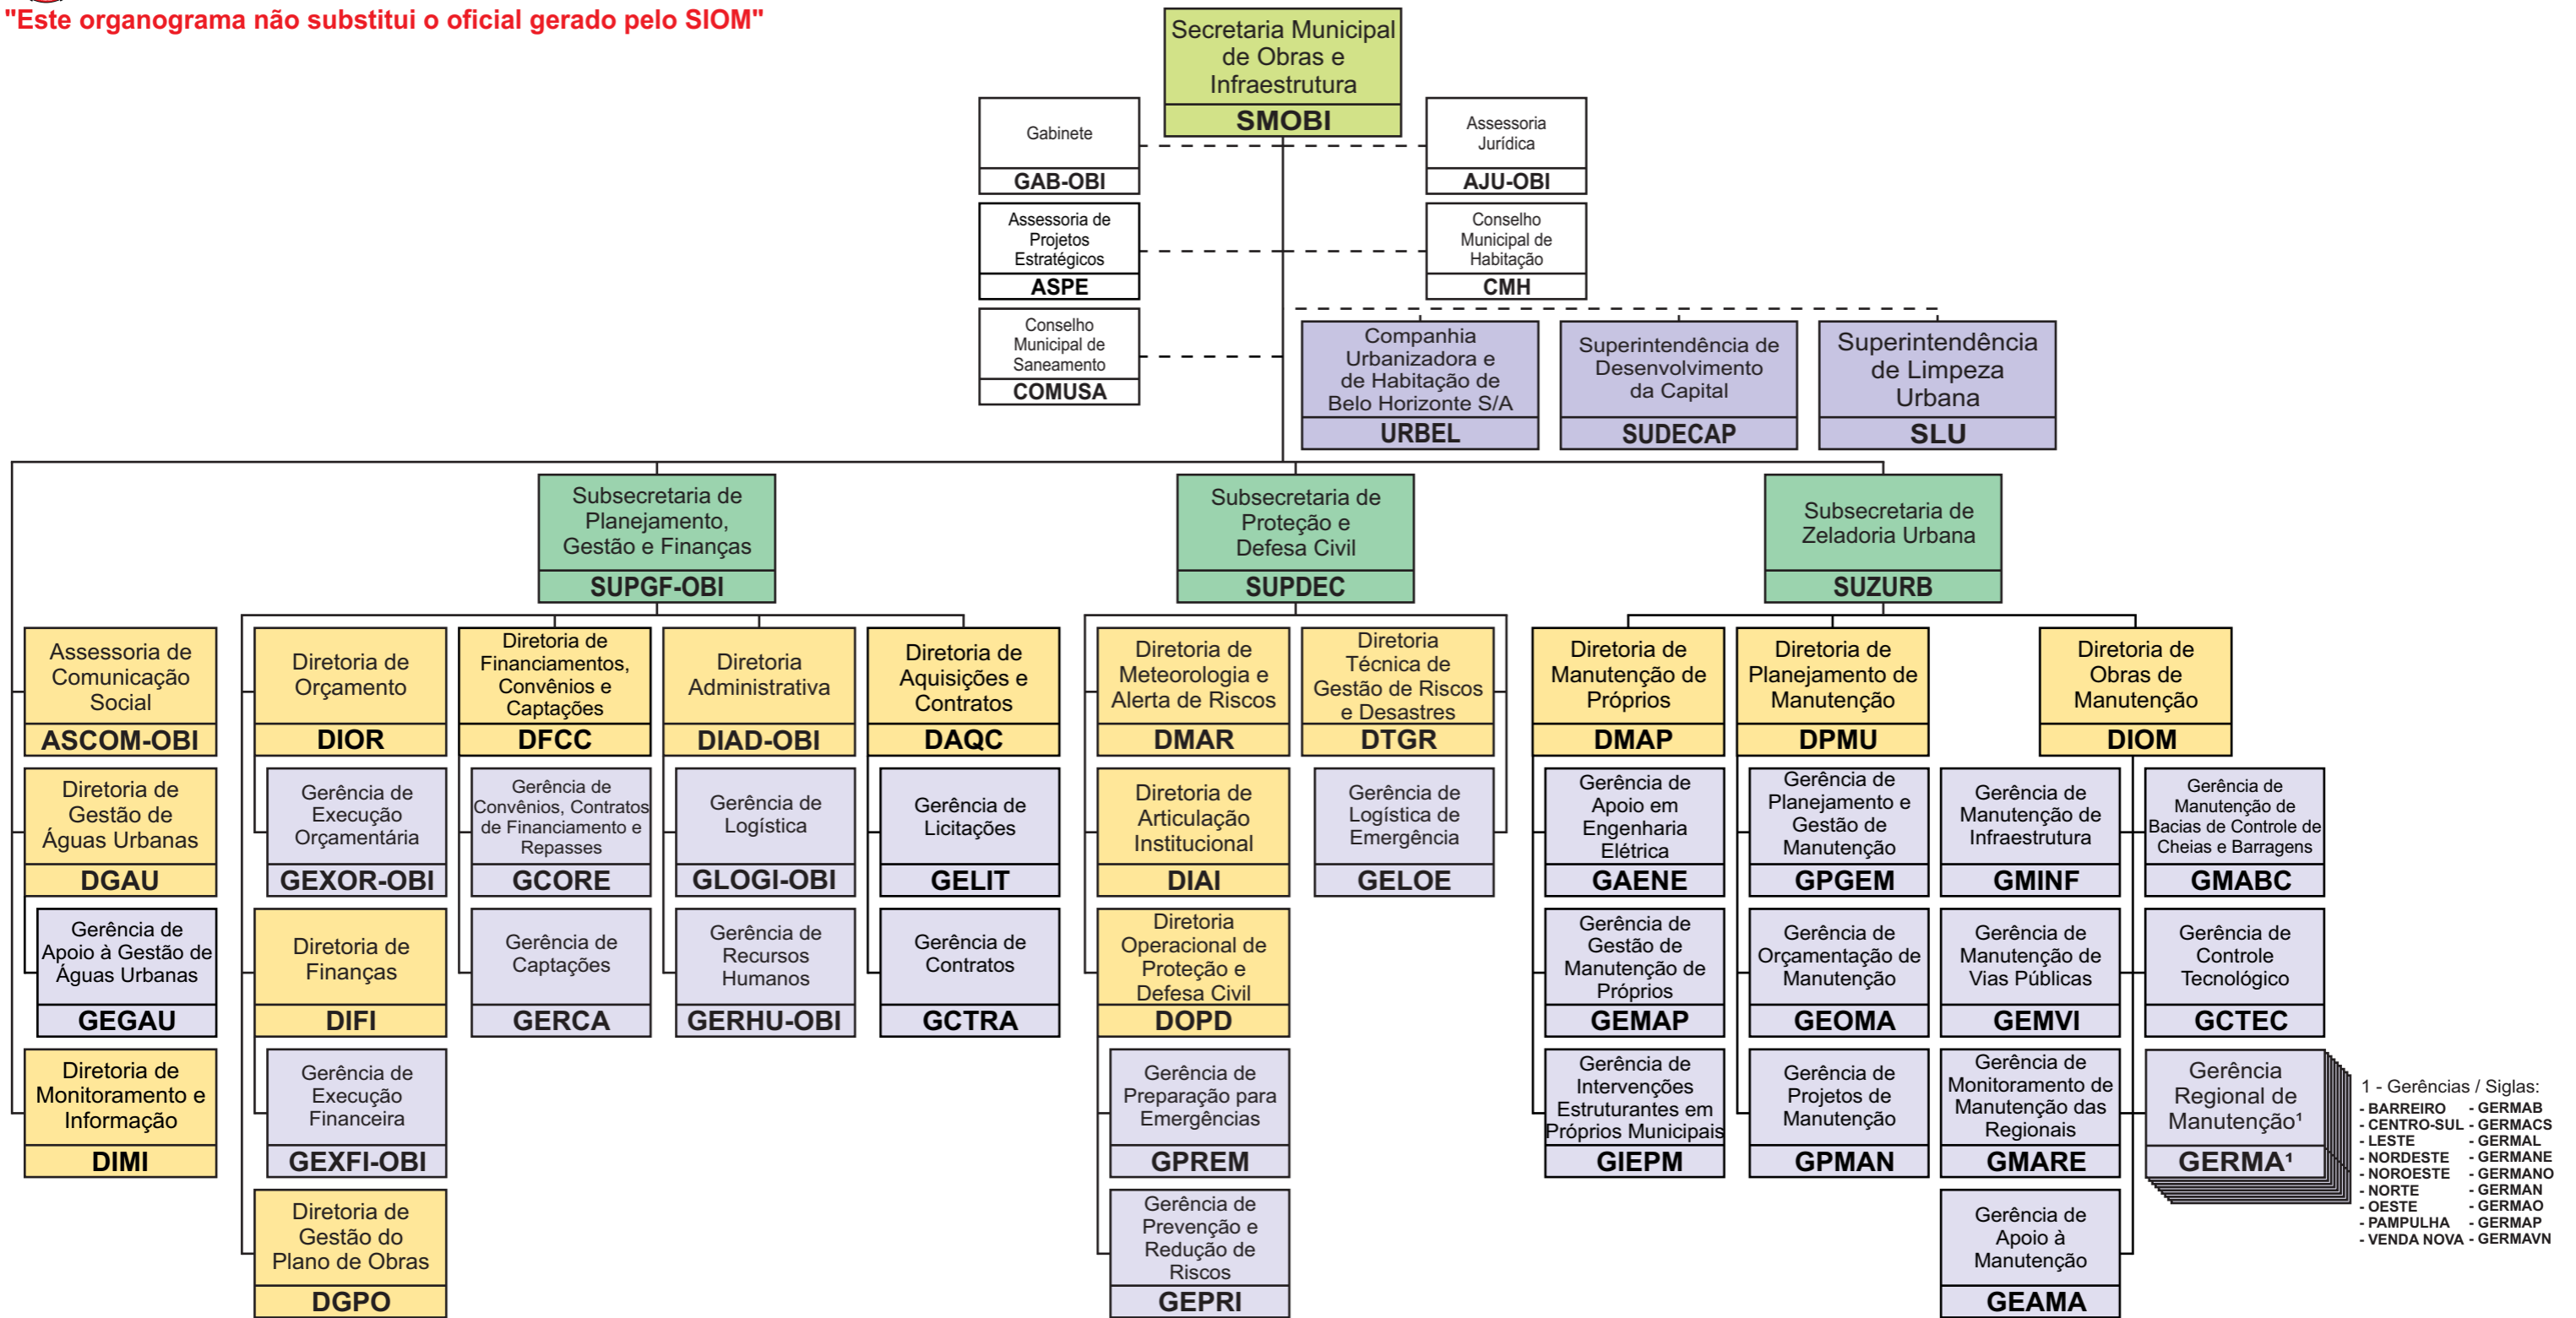 "Este organograma não substitui o oficial gerado pelo SIOM"
Secretaria Municipal
de Obras e
Infraestrutura
SMOBI
Gabinete
GAB-OBI
Assessoria
Jurídica
AJU-OBI
Assessoria de
Projetos
Estratégicos
ASPE
Conselho
Municipal de
Habitação
CMH
Conselho
Municipal de
Saneamento
COMUSA
Companhia
Urbanizadora e
de Habitação de
Belo Horizonte S/A
URBEL
Superintendência de
Desenvolvimento
da Capital
SUDECAP
Superintendência
de Limpeza
Urbana
SLU
Subsecretaria de
Planejamento,
Gestão e Finanças
SUPGF-OBI
Subsecretaria de
Proteção e
Defesa Civil
SUPDEC
Subsecretaria de
Zeladoria Urbana
SUZURB
Assessoria de
Comunicação
Social
ASCOM-OBI
Diretoria de
Orçamento
DIOR
Diretoria de
Financiamentos,
Convênios e
Captações
DFCC
Diretoria
Administrativa
DIAD-OBI
Diretoria de
Aquisições e
Contratos
DAQC
Diretoria de
Meteorologia e
Alerta de Riscos
DMAR
Diretoria
Técnica de
Gestão de Riscos
e Desastres
DTGR
Diretoria de
Manutenção de
Próprios
DMAP
Diretoria de
Planejamento de
Manutenção
DPMU
Diretoria de
Obras de
Manutenção
DIOM
Diretoria de
Gestão de
Águas Urbanas
DGAU
Gerência de
Execução
Orçamentária
GEXOR-OBI
Gerência de
Convênios, Contratos
de Financiamento e
Repasses
GCORE
Gerência de
Logística
GLOGI-OBI
Gerência de
Licitações
GELIT
Diretoria de
Articulação
Institucional
DIAI
Gerência de
Logística de
Emergência
GELOE
Gerência de
Apoio em
Engenharia
Elétrica
GAENE
Gerência de
Planejamento e
Gestão de
Manutenção
GPGEM
Gerência de
Manutenção de
Infraestrutura
GMINF
Gerência de
Manutenção de
Bacias de Controle de
Cheias e Barragens
GMABC
Gerência de
Apoio à Gestão de
Águas Urbanas
GEGAU
Diretoria de
Finanças
DIFI
Gerência de
Captações
GERCA
Gerência de
Recursos
Humanos
GERHU-OBI
Gerência de
Contratos
GCTRA
Diretoria
Operacional de
Proteção e
Defesa Civil
DOPD
Gerência de
Gestão de
Manutenção de
Próprios
GEMAP
Gerência de
Orçamentação de
Manutenção
GEOMA
Gerência de
Manutenção de
Vias Públicas
GEMVI
Gerência de
Controle
Tecnológico
GCTEC
Diretoria de
Monitoramento e
Informação
DIMI
Gerência de
Execução
Financeira
GEXFI-OBI
Gerência de
Preparação para
Emergências
GPREM
Gerência de
Intervenções
Estruturantes em
Próprios Municipais
GIEPM
Gerência de
Projetos de
Manutenção
GPMAN
Gerência de
Monitoramento de
Manutenção das
Regionais
GMARE
Gerência
Regional de
Manutenção¹
GERMA¹
1 - Gerências / Siglas:
- BARREIRO - GERMAB
- CENTRO-SUL - GERMACS
- LESTE - GERMAL
- NORDESTE - GERMANE
- NOROESTE - GERMANO
- NORTE - GERMAN
- OESTE - GERMAO
- PAMPULHA - GERMAP
- VENDA NOVA - GERMAVN
Diretoria de
Gestão do
Plano de Obras
DGPO
Gerência de
Prevenção e
Redução de
Riscos
GEPRI
Gerência de
Apoio à
Manutenção
GEAMA